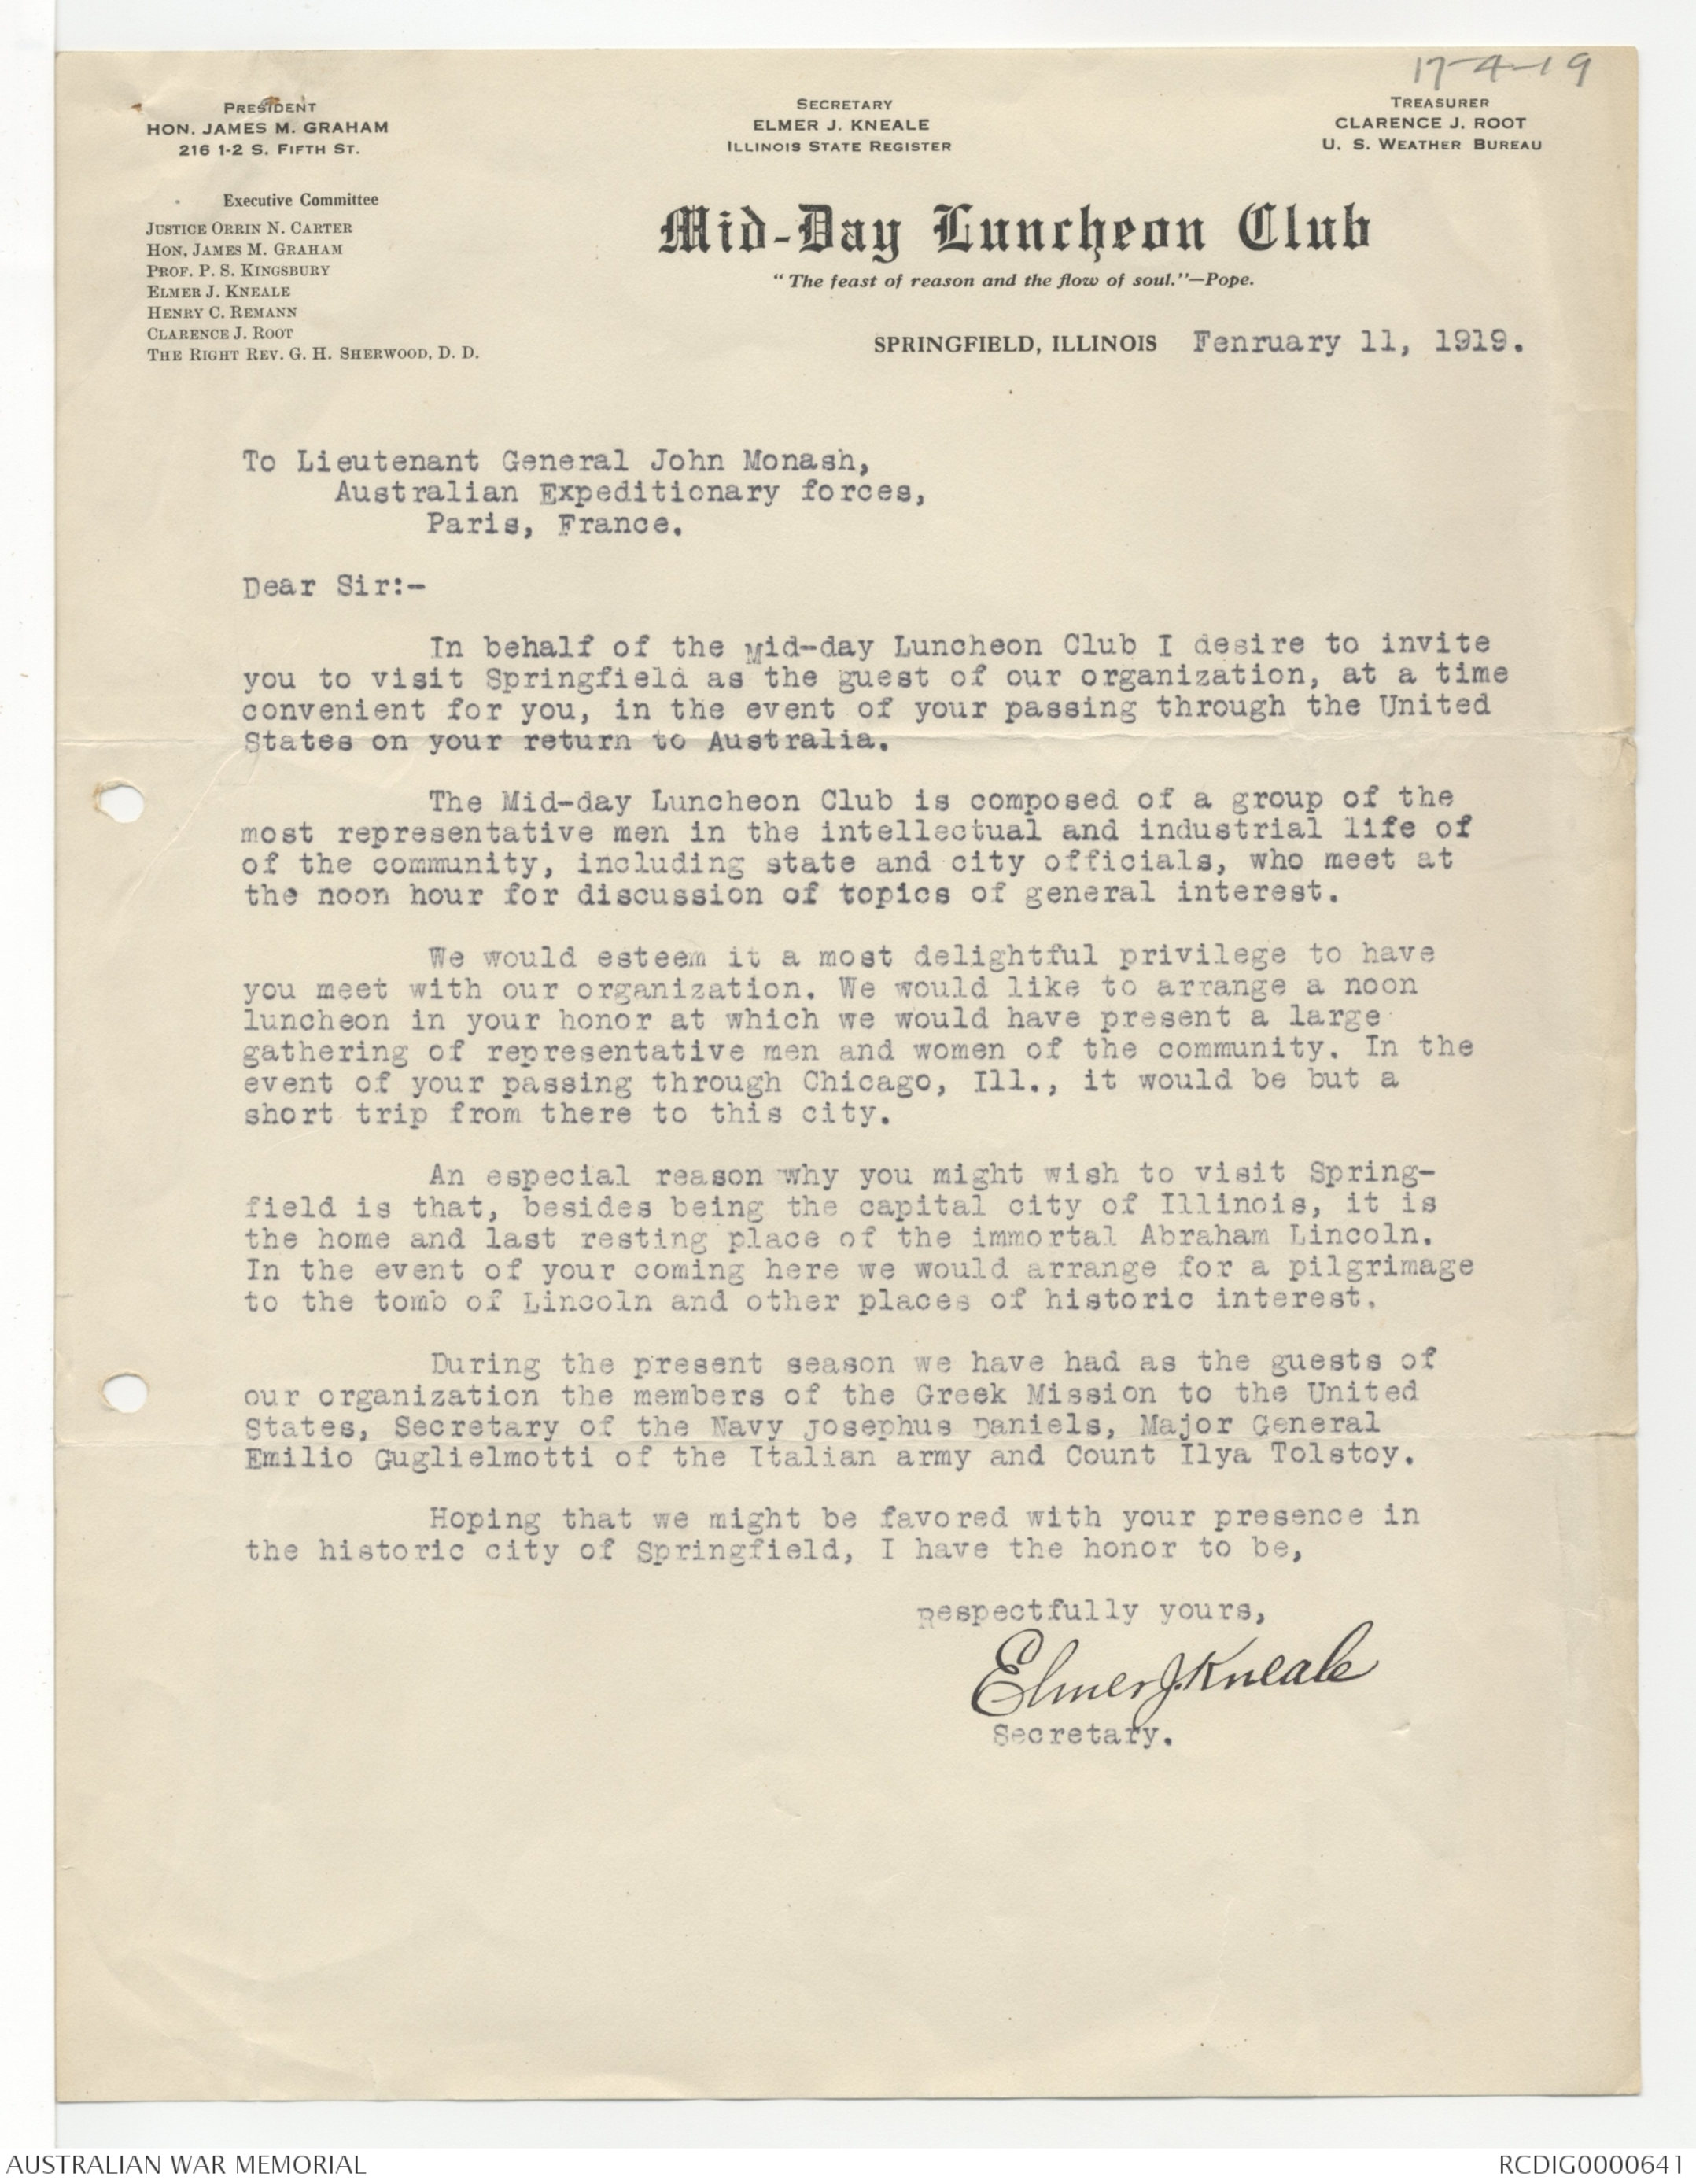 17-4-19
PRESIDENT
HON. JAMES M. GRAHAM
216 1-2 S. FIFTH ST.
SECRETARY
ELMER J. KNEALE
ILLINOIS STATE REGISTER
TREASURER
CLARENCE J. ROOT
U. S. WEATHER BUREAU
Executive Committee
JUSTICE ORRIN N. CARTER
HON. JAMES M. GRAHAM
PROF. P. S. KINGSBURY
ELMER J. KNEALE
HENRY C. REMANN
CLARENCE J. ROOT
THE RIGHT REV. G. H. SHERWOOD, D. D.
Mid-Day Luncheon Club
"The feast of reason and the flow of soul."—Pope.
SPRINGFIELD, ILLINOIS Fenruary 11, 1919.
To Lieutenant General John Monash,
Australian Expeditionary forces,
Paris, France.
Dear Sir:-
In behalf of the Mid-day Luncheon Club I desire to invite
you to visit Springfield as the guest of our organization, at a time
convenient for you, in the event of your passing through the United
States on your return to Australia.
The Mid-day Luncheon Club is composed of a group of the
most representative men in the intellectual and industrial life of
of the community, including state and city officials, who meet at
the noon hour for discussion of topics of general interest.
We would esteem it a most delightful privilege to have
you meet with our organization. We would like to arrange a noon
luncheon in your honor at which we would have present a large
gathering of representative men and women of the community. In the
event of your passing through Chicago, Ill., it would be but a
short trip from there to this city.
An especial reason why you might wish to visit Spring-
field is that, besides being the capital city of Illinois, it is
the home and last resting place of the immortal Abraham Lincoln.
In the event of your coming here we would arrange for a pilgrimage
to the tomb of Lincoln and other places of historic interest.
During the present season we have had as the guests of
our organization the members of the Greek Mission to the United
States, Secretary of the Navy Josephus Daniels, Major General
Emilio Guglielmotti of the Italian army and Count Ilya Tolstoy.
Hoping that we might be favored with your presence in
the historic city of Springfield, I have the honor to be,
Respectfully yours,
Elmer J. Kneale
Secretary.
AUSTRALIAN WAR MEMORIAL
RCDIG0000641